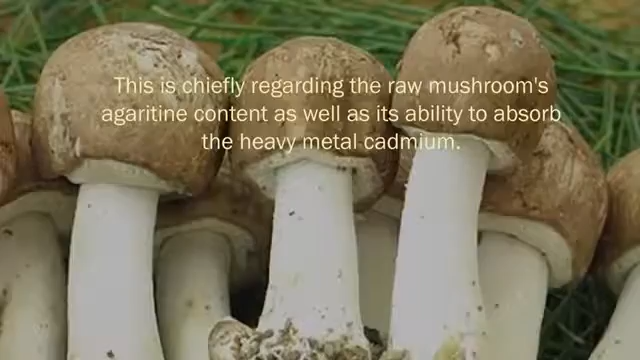 This is chiefly regarding the raw mushroom's
agaritine content as well as its ability to absorb
the heavy metal cadmium.